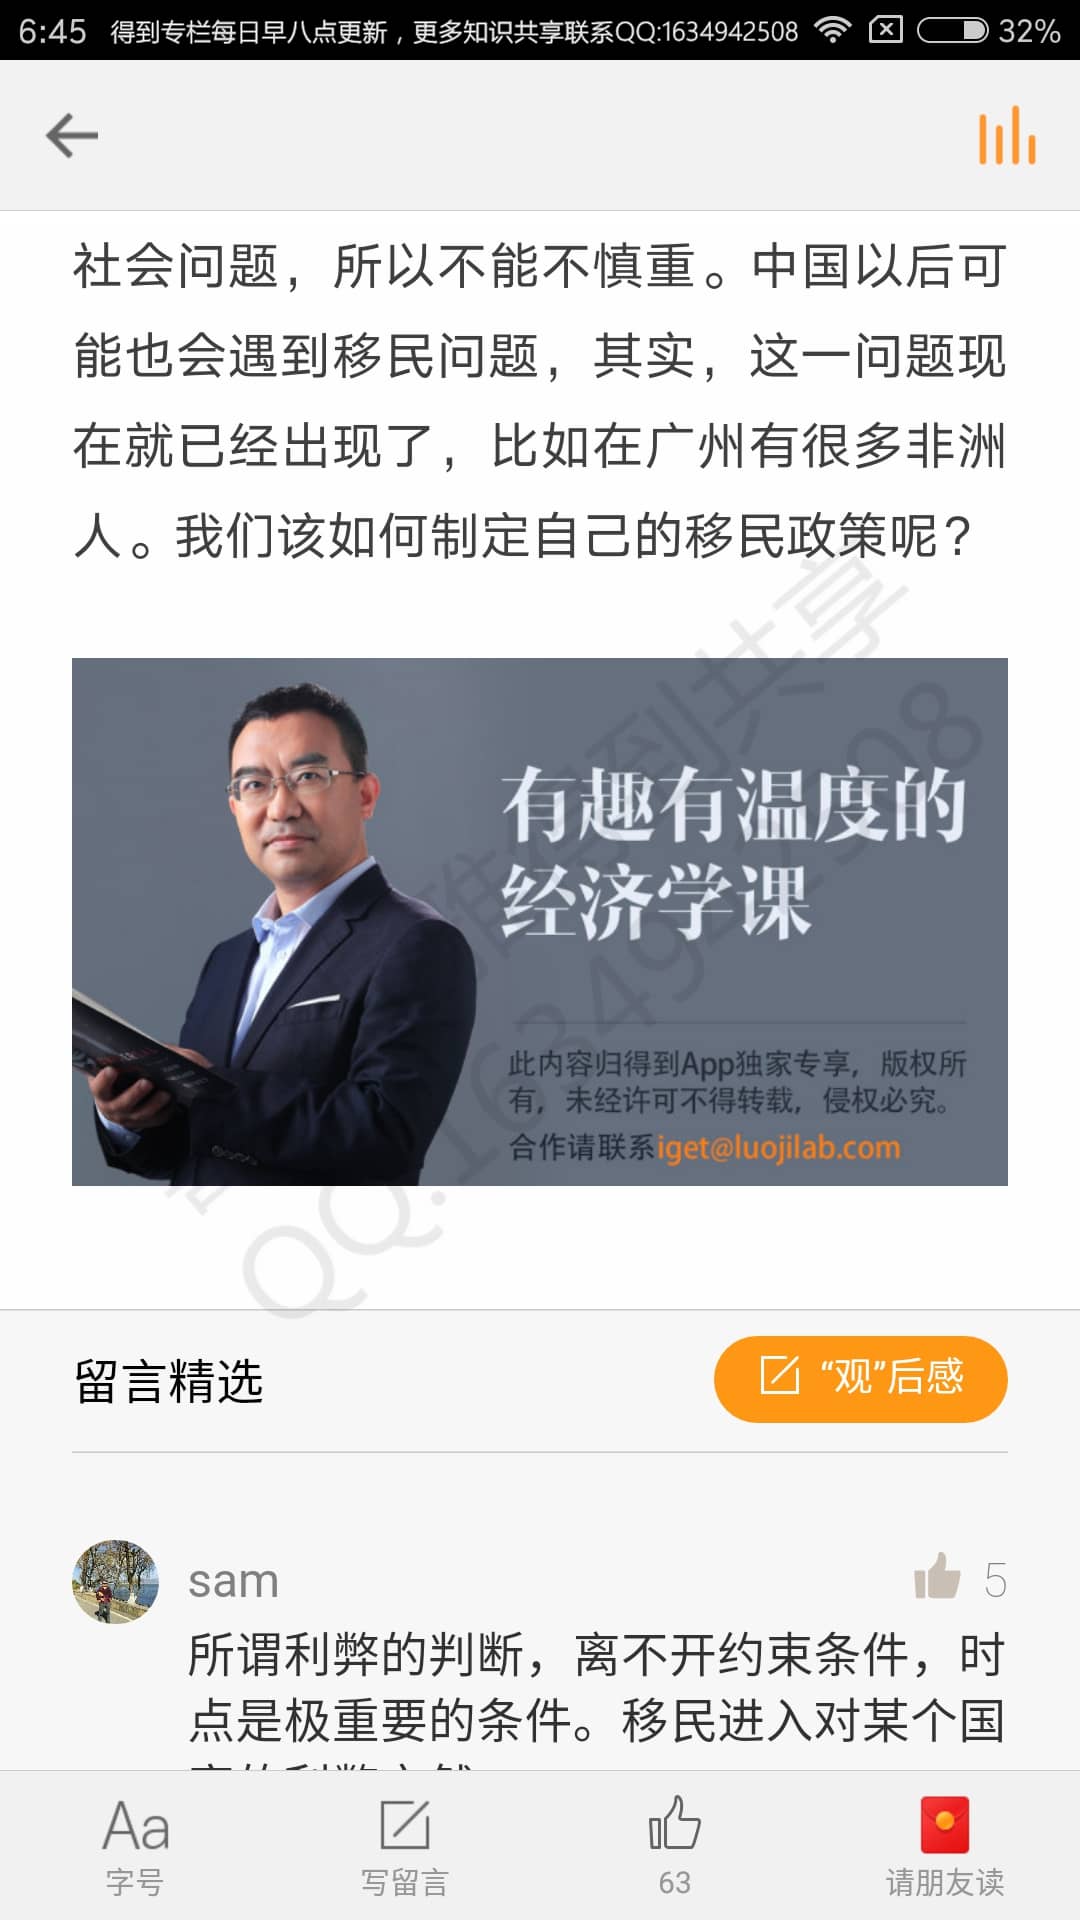 6:45 得到专栏每日早八点更新，更多知识共享联系QQ:1634942508 32%
社会问题，所以不能不慎重。中国以后可
能也会遇到移民问题，其实，这一问题现
在就已经出现了，比如在广州有很多非洲
人。我们该如何制定自己的移民政策呢？
得到共享
QQ:1634942508
有趣有温度的
经济学课
此内容归得到App独家专享，版权所
有，未经许可不得转载，侵权必究。
合作请联系iget@luojilab.com
留言精选
“观”后感
sam
5
所谓利弊的判断，离不开约束条件，时
点是极重要的条件。移民进入对某个国
Aa
字号
写留言
63
请朋友读